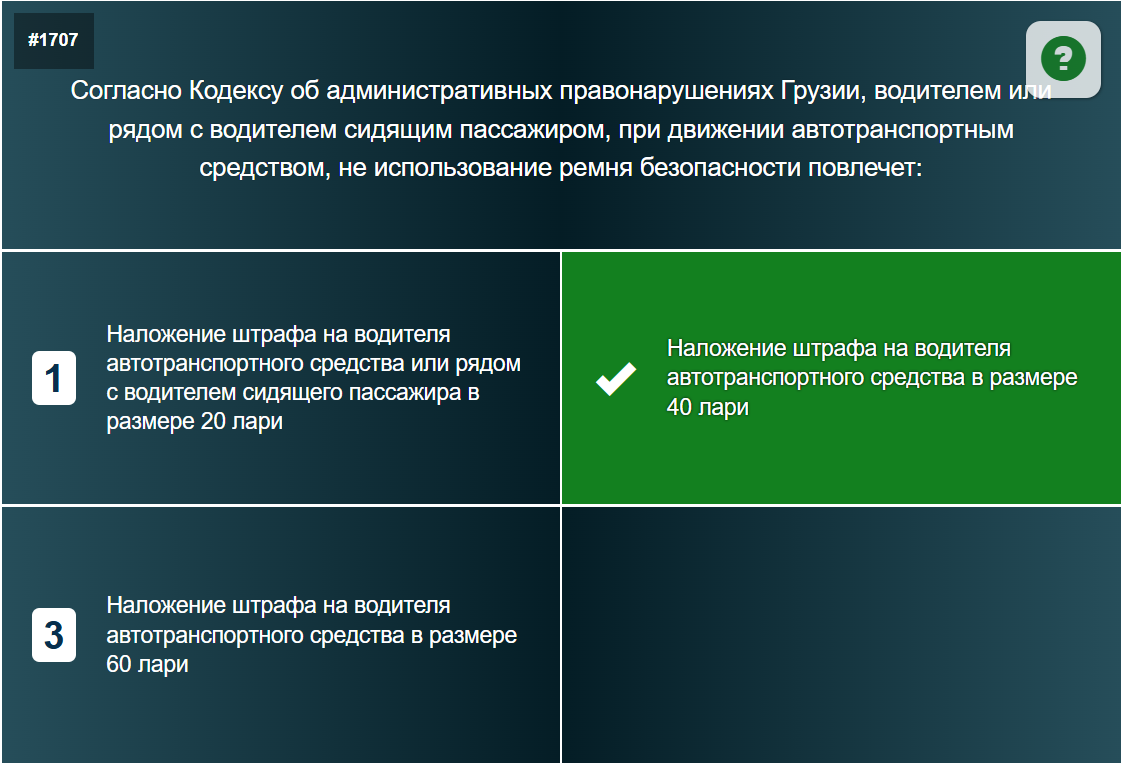 #1707
?
Согласно Кодексу об административных правонарушениях Грузии, водителем или
рядом с водителем сидящим пассажиром, при движении автотранспортным
средством, не использование ремня безопасности повлечет:
1
Наложение штрафа на водителя
автотранспортного средства или рядом
с водителем сидящего пассажира в
размере 20 лари
Наложение штрафа на водителя
автотранспортного средства в размере
40 лари
3
Наложение штрафа на водителя
автотранспортного средства в размере
60 лари